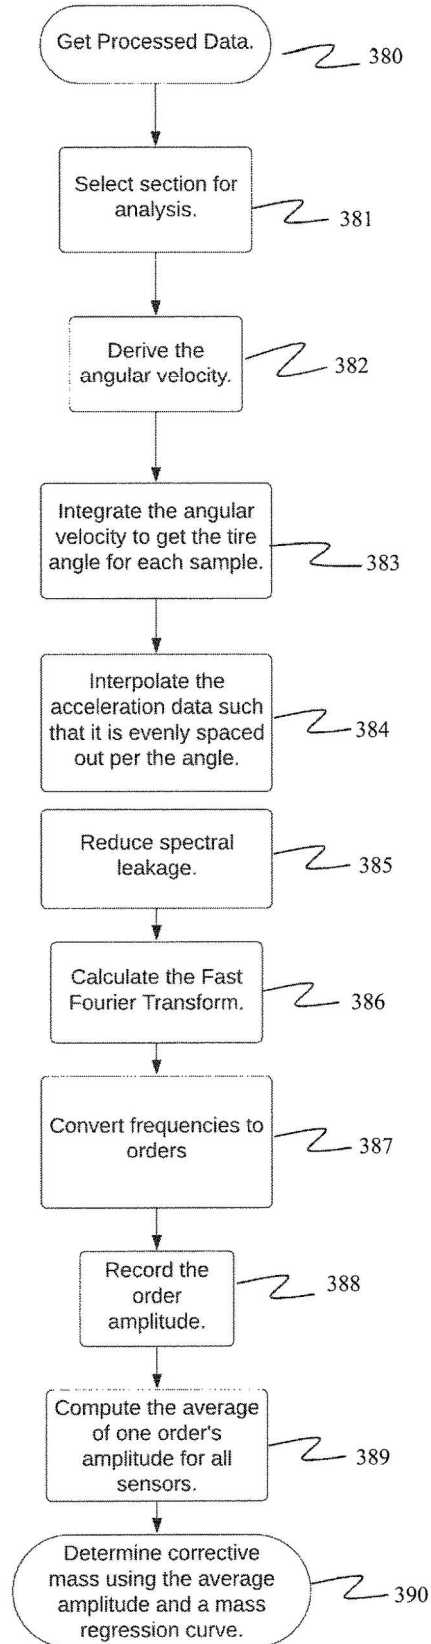 Get Processed Data.
380
Select section for
analysis.
381
Derive the
angular velocity.
382
Integrate the angular
velocity to get the tire
angle for each sample.
383
Interpolate the
acceleration data such
that it is evenly spaced
out per the angle.
384
Reduce spectral
leakage.
385
Calculate the Fast
Fourier Transform.
386
Convert frequencies to
orders
387
Record the
order
amplitude.
388
Compute the average
of one order's
amplitude for all
sensors.
389
Determine corrective
mass using the average
amplitude and a mass
regression curve.
390